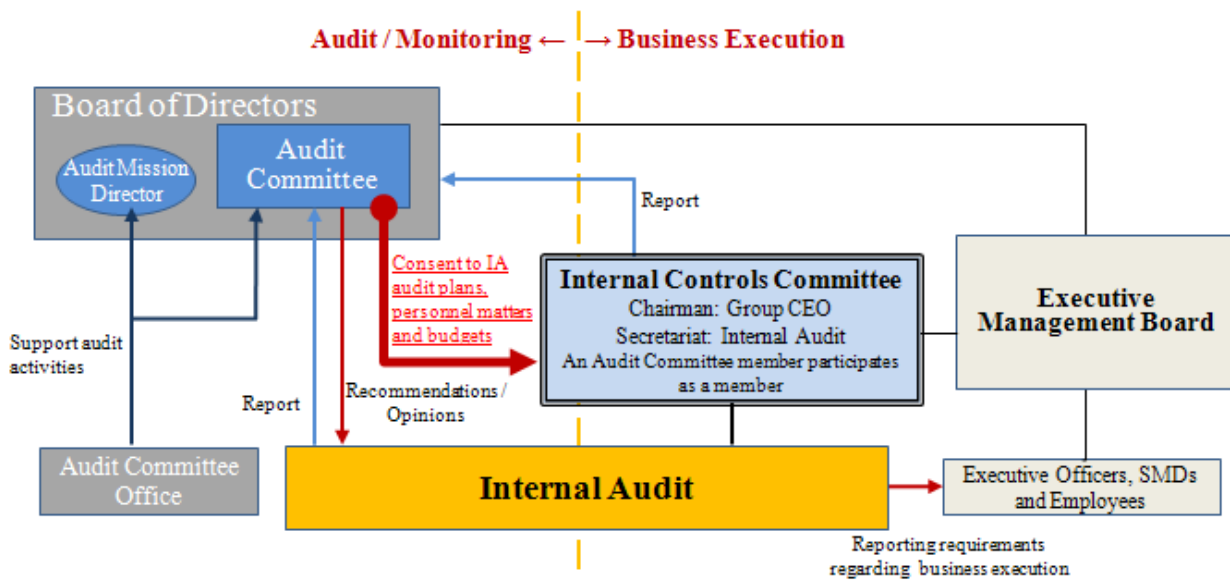 Audit / Monitoring ← → Business Execution
Board of Directors
Audit Mission
Director
Audit
Committee
Report
Consent to IA
audit plans,
personnel matters
and budgets
Internal Controls Committee
Chairman: Group CEO
Secretariat: Internal Audit
An Audit Committee member participates
as a member
Executive
Management Board
Support audit
activities
Report
Recommendations /
Opinions
Audit Committee
Office
Internal Audit
Executive Officers, SMDs
and Employees
Reporting requirements
regarding business execution